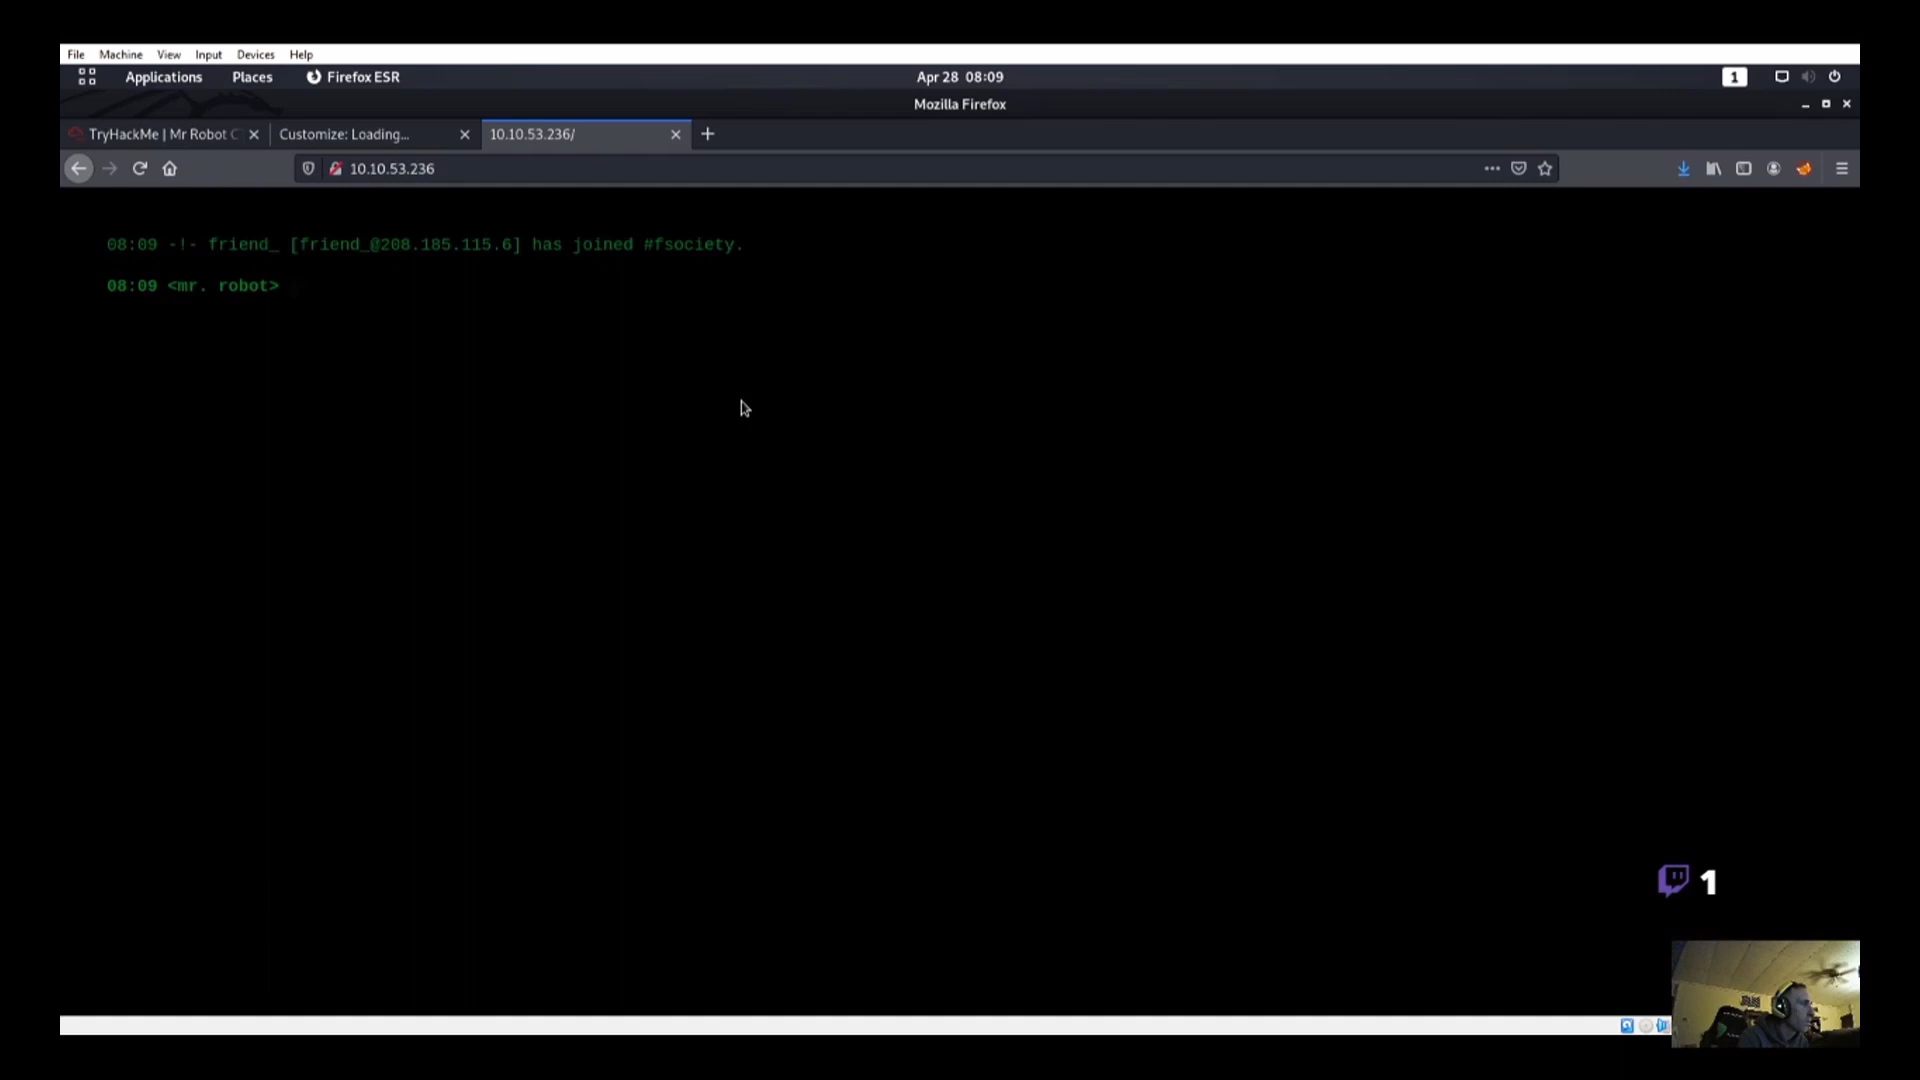 File Machine View Input Devices Help
Applications Places Firefox ESR Apr 28 08:09 1
Mozilla Firefox
TryHackMe | Mr Robot C Customize: Loading... 10.10.53.236/
10.10.53.236
08:09 -!- friend_ [friend_@208.185.115.6] has joined #fsociety.
08:09 <mr. robot>
1